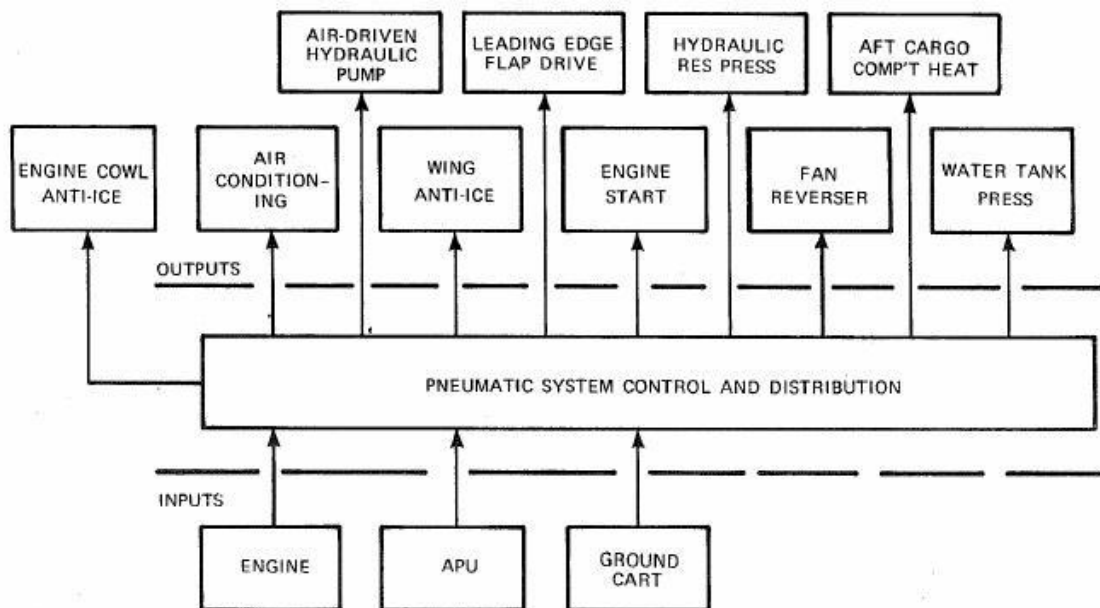 AIR-DRIVEN
HYDRAULIC
PUMP
LEADING EDGE
FLAP DRIVE
HYDRAULIC
RES PRESS
AFT CARGO
COMP'T HEAT
ENGINE COWL
ANTI-ICE
AIR
CONDITION-
ING
WING
ANTI-ICE
ENGINE
START
FAN
REVERSER
WATER TANK
PRESS
OUTPUTS
PNEUMATIC SYSTEM CONTROL AND DISTRIBUTION
INPUTS
ENGINE
APU
GROUND
CART